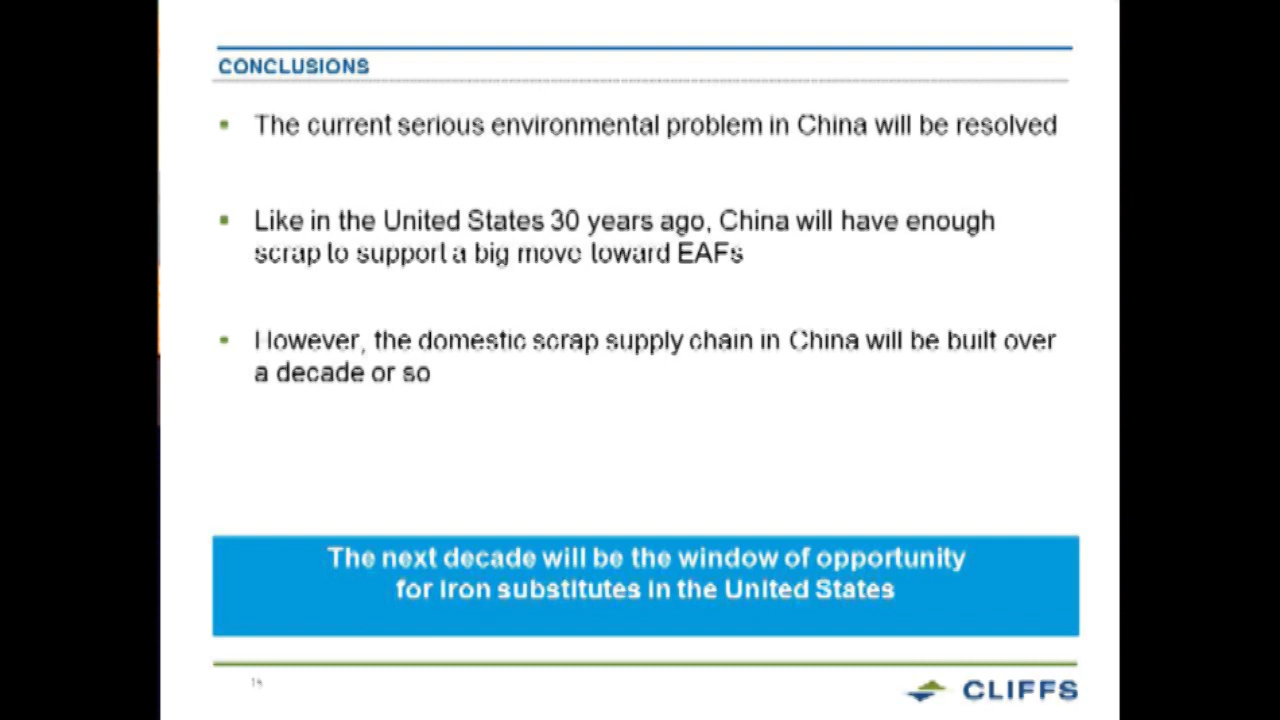 CONCLUSIONS
The current serious environmental problem in China will be resolved
Like in the United States 30 years ago, China will have enough
scrap to support a big move toward EAFs
However, the domestic scrap supply chain in China will be built over
a decade or so
The next decade will be the window of opportunity
for iron substitutes in the United States
CLIFFS